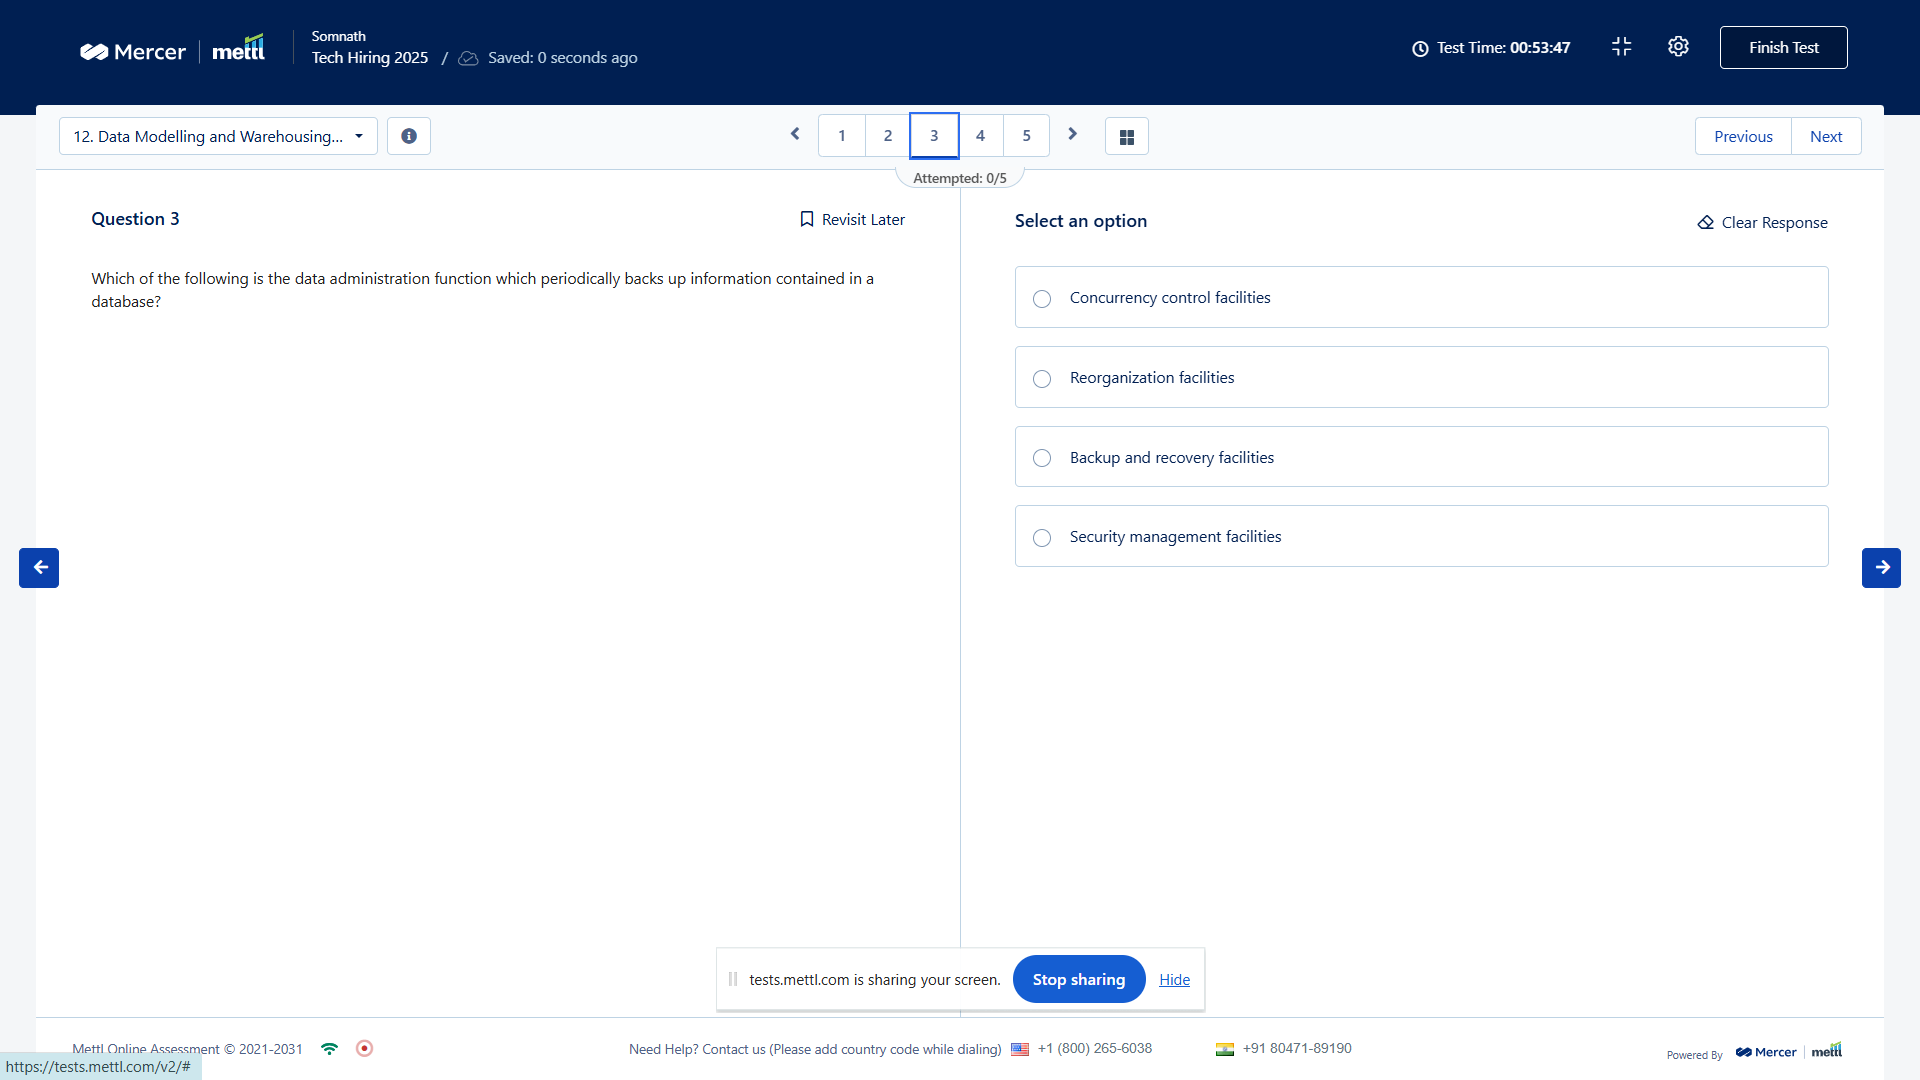 Mercer | mettl
Somnath
Tech Hiring 2025 / Saved: 0 seconds ago
Test Time: 00:53:47
Finish Test
12. Data Modelling and Warehousing...
1 2 3 4 5
Previous
Next
Attempted: 0/5
Question 3
Revisit Later
Which of the following is the data administration function which periodically backs up information contained in a
database?
Select an option
Clear Response
Concurrency control facilities
Reorganization facilities
Backup and recovery facilities
Security management facilities
tests.mettl.com is sharing your screen.
Stop sharing
Hide
Mettl Online Assessment © 2021-2031
Need Help? Contact us (Please add country code while dialing)
+1 (800) 265-6038
+91 80471-89190
Powered By
Mercer | mettl
https://tests.mettl.com/v2/#